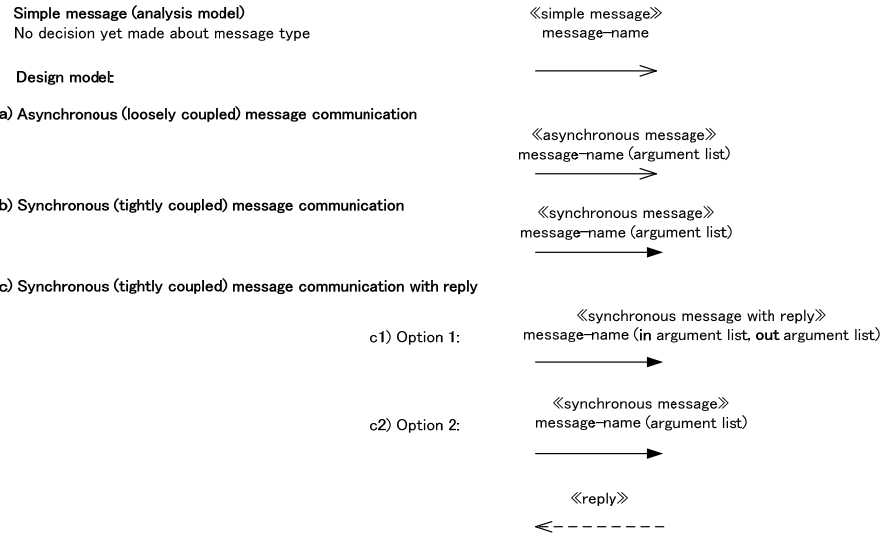 Simple message (analysis model)
No decision yet made about message type
≪simple message≫
message-name
Design model:
a) Asynchronous (loosely coupled) message communication
≪asynchronous message≫
message-name (argument list)
b) Synchronous (tightly coupled) message communication
≪synchronous message≫
message-name (argument list)
c) Synchronous (tightly coupled) message communication with reply
c1) Option 1:
≪synchronous message with reply≫
message-name (in argument list, out argument list)
c2) Option 2:
≪synchronous message≫
message-name (argument list)
≪reply≫